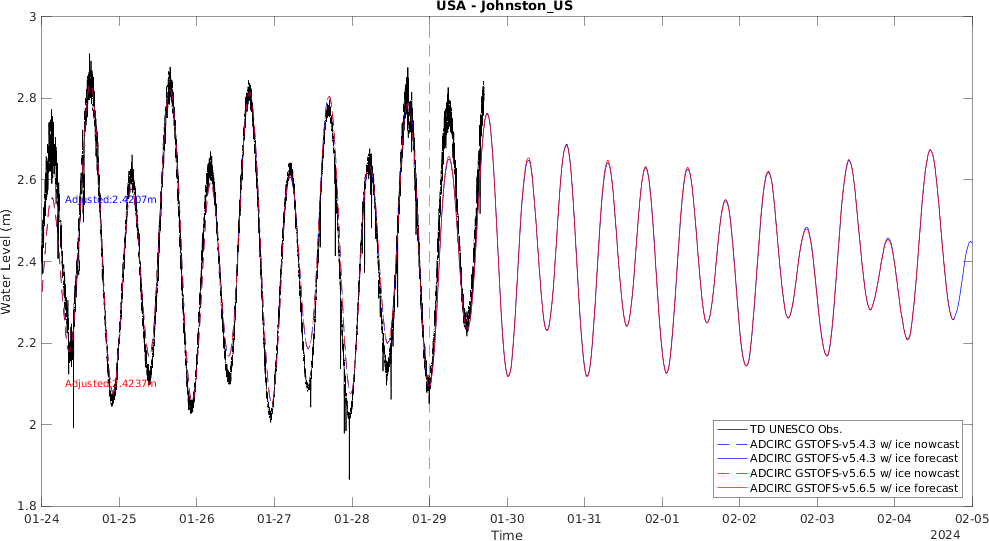 USA - Johnston_US
3
2.8
2.6
2.4
2.2
2
1.8
Water Level (m)
Adjusted:2.4207m
Adjusted:2.4237m
TD UNESCO Obs.
ADCIRC GSTOFS-v5.4.3 w/ ice nowcast
ADCIRC GSTOFS-v5.4.3 w/ ice forecast
ADCIRC GSTOFS-v5.6.5 w/ ice nowcast
ADCIRC GSTOFS-v5.6.5 w/ ice forecast
01-24 01-25 01-26 01-27 01-28 01-29 01-30 01-31 02-01 02-02 02-03 02-04 02-05
Time
2024